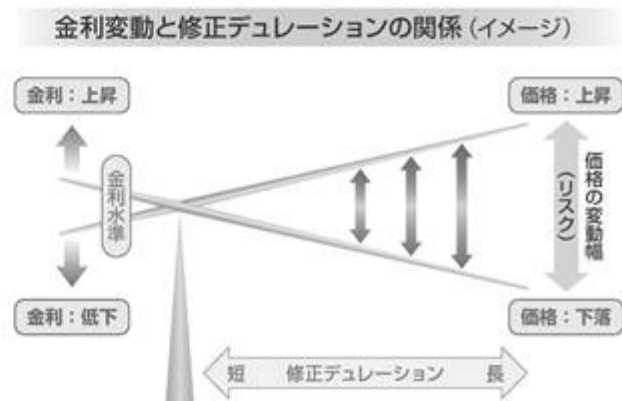 金利変動と修正デュレーションの関係(イメージ)
金利：上昇
価格：上昇
金利水準
価格の変動幅
(リスク)
金利：低下
価格：下落
短　修正デュレーション　長